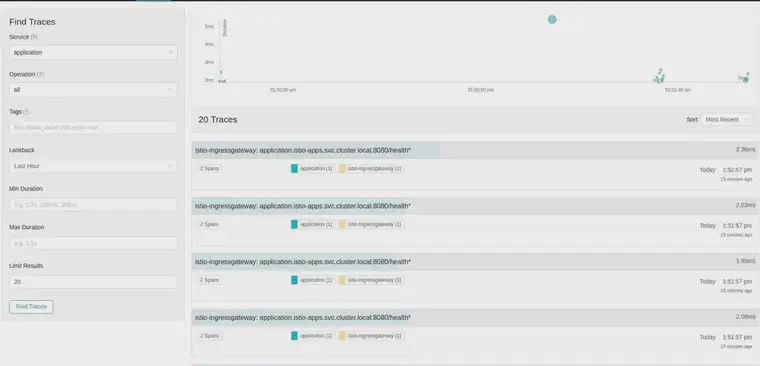 Find Traces
Service (5)
application
Operation (2)
all
Tags
Lookback
Last Hour
Min Duration
Max Duration
e.g. 1.1s
Limit Results
20
Find Traces
Duration
5ms
4ms
3ms
2ms
01:50:00 pm
01:50:50 pm
01:51:40 pm
Time
20 Traces
Sort:
Most Recent
istio-ingressgateway: application.istio-apps.svc.cluster.local:8080/health*
2.36ms
2 Spans
application (1)
istio-ingressgateway (1)
Today
1:51:57 pm
15 minutes ago
istio-ingressgateway: application.istio-apps.svc.cluster.local:8080/health*
2.03ms
2 Spans
application (1)
istio-ingressgateway (1)
Today
1:51:57 pm
15 minutes ago
istio-ingressgateway: application.istio-apps.svc.cluster.local:8080/health*
1.95ms
2 Spans
application (1)
istio-ingressgateway (1)
Today
1:51:57 pm
15 minutes ago
istio-ingressgateway: application.istio-apps.svc.cluster.local:8080/health*
2.08ms
2 Spans
application (1)
istio-ingressgateway (1)
Today
1:51:57 pm
15 minutes ago